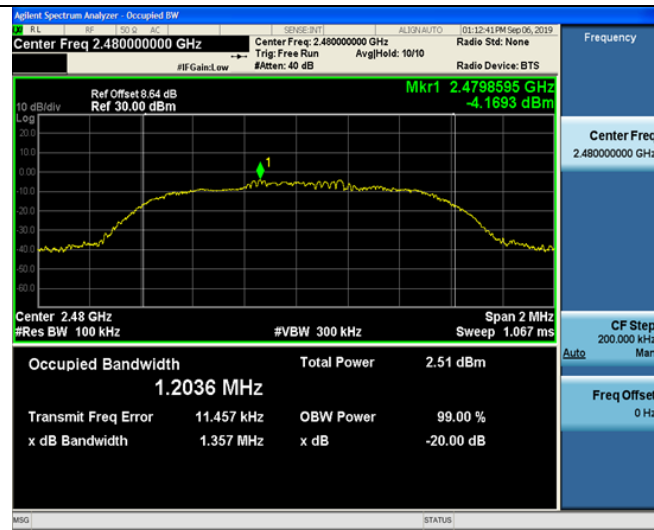 Agilent Spectrum Analyzer - Occupied BW
RL RF 50 Ω AC SENSE:INT ALIGN AUTO 01:12:41 PM Sep 06, 2019
Center Freq 2.480000000 GHz
Center Freq: 2.480000000 GHz
Radio Std: None
Trig: Free Run Avg|Hold: 10/10
#IFGain:Low #Atten: 40 dB Radio Device: BTS
Frequency
Mkr1 2.4798595 GHz
-4.1693 dBm
Ref Offset 8.64 dB
10 dB/div Ref 30.00 dBm
Log
20.0
10.0
0.00
-10.0
-20.0
-30.0
-40.0
-50.0
-60.0
1
Center 2.48 GHz Span 2 MHz
#Res BW 100 kHz #VBW 300 kHz Sweep 1.067 ms
Occupied Bandwidth Total Power 2.51 dBm
1.2036 MHz
Transmit Freq Error 11.457 kHz OBW Power 99.00 %
x dB Bandwidth 1.357 MHz x dB -20.00 dB
Center Freq
2.480000000 GHz
CF Step
200.000 kHz
Auto Man
Freq Offset
0 Hz
MSG STATUS